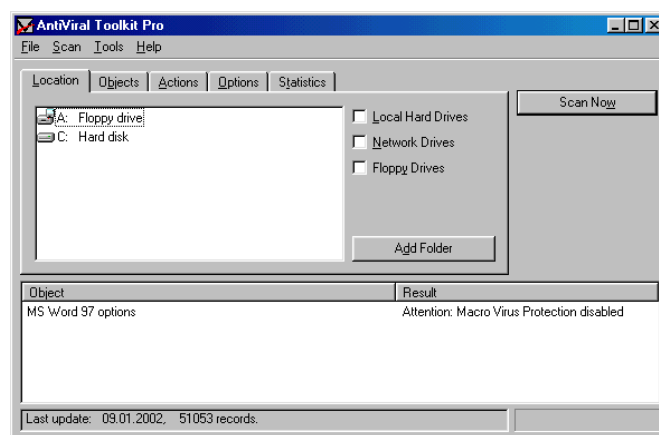 AntiViral Toolkit Pro
File Scan Tools Help
Location Objects Actions Options Statistics
Scan Now
A: Floppy drive
C: Hard disk
Local Hard Drives
Network Drives
Floppy Drives
Add Folder
Object Result
MS Word 97 options Attention: Macro Virus Protection disabled
Last update: 09.01.2002, 51053 records.